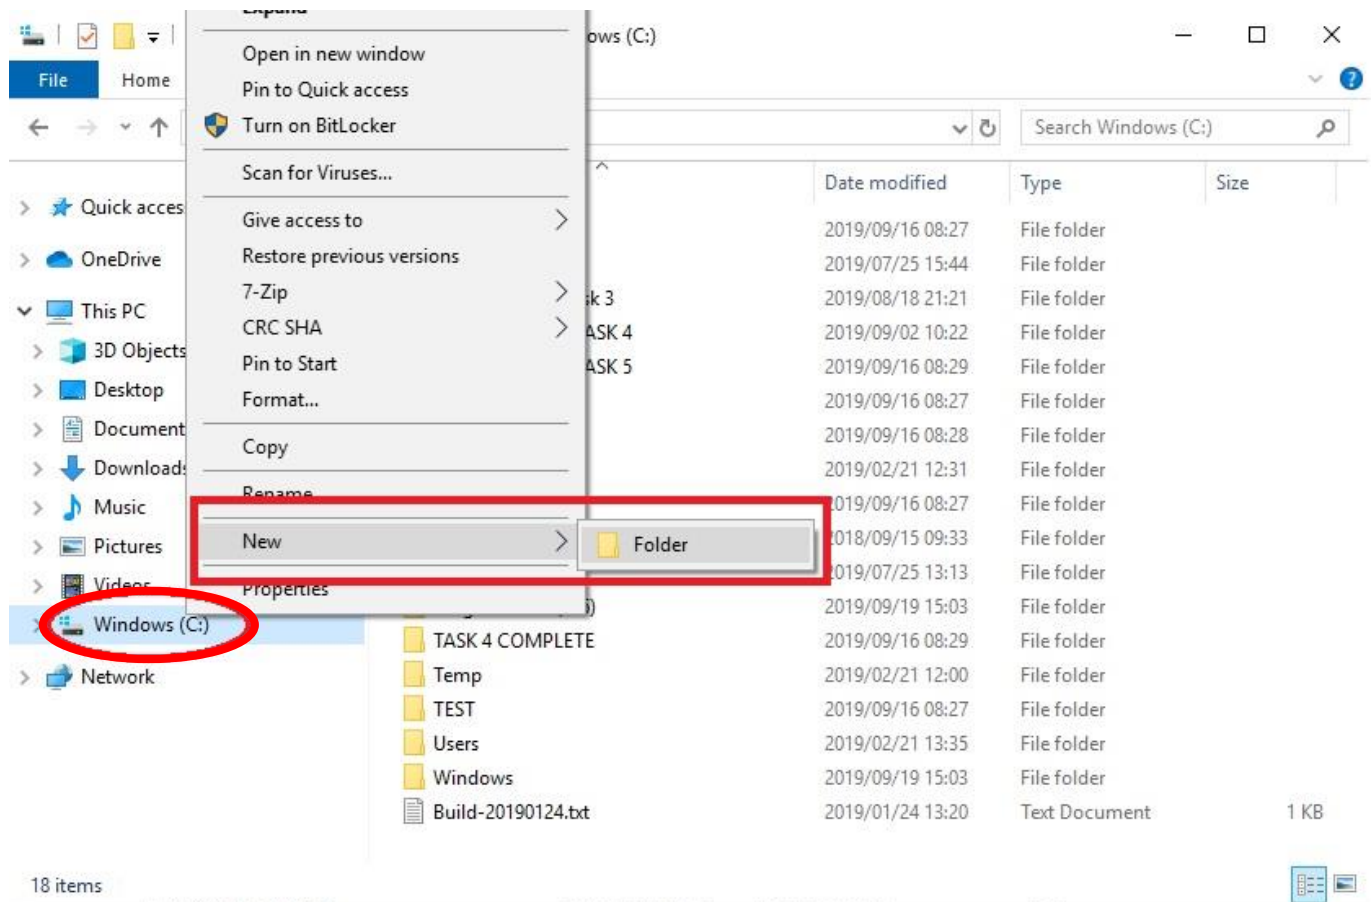 Expand
ows (C:)
File
Home
Open in new window
Pin to Quick access
Turn on BitLocker
Search Windows (C:)
Scan for Viruses...
Give access to
Restore previous versions
7-Zip
CRC SHA
Pin to Start
Format...
Copy
Rename
New
Folder
Properties
Quick acces
OneDrive
This PC
3D Objects
Desktop
Document
Downloads
Music
Pictures
Videos
Windows (C:)
Network
Date modified Type Size
2019/09/16 08:27 File folder
2019/07/25 15:44 File folder
sk 3 2019/08/18 21:21 File folder
ASK 4 2019/09/02 10:22 File folder
ASK 5 2019/09/16 08:29 File folder
2019/09/16 08:27 File folder
2019/09/16 08:28 File folder
2019/02/21 12:31 File folder
2019/09/16 08:27 File folder
2018/09/15 09:33 File folder
2019/07/25 13:13 File folder
2019/09/19 15:03 File folder
TASK 4 COMPLETE 2019/09/16 08:29 File folder
Temp 2019/02/21 12:00 File folder
TEST 2019/09/16 08:27 File folder
Users 2019/02/21 13:35 File folder
Windows 2019/09/19 15:03 File folder
Build-20190124.txt 2019/01/24 13:20 Text Document 1 KB
18 items